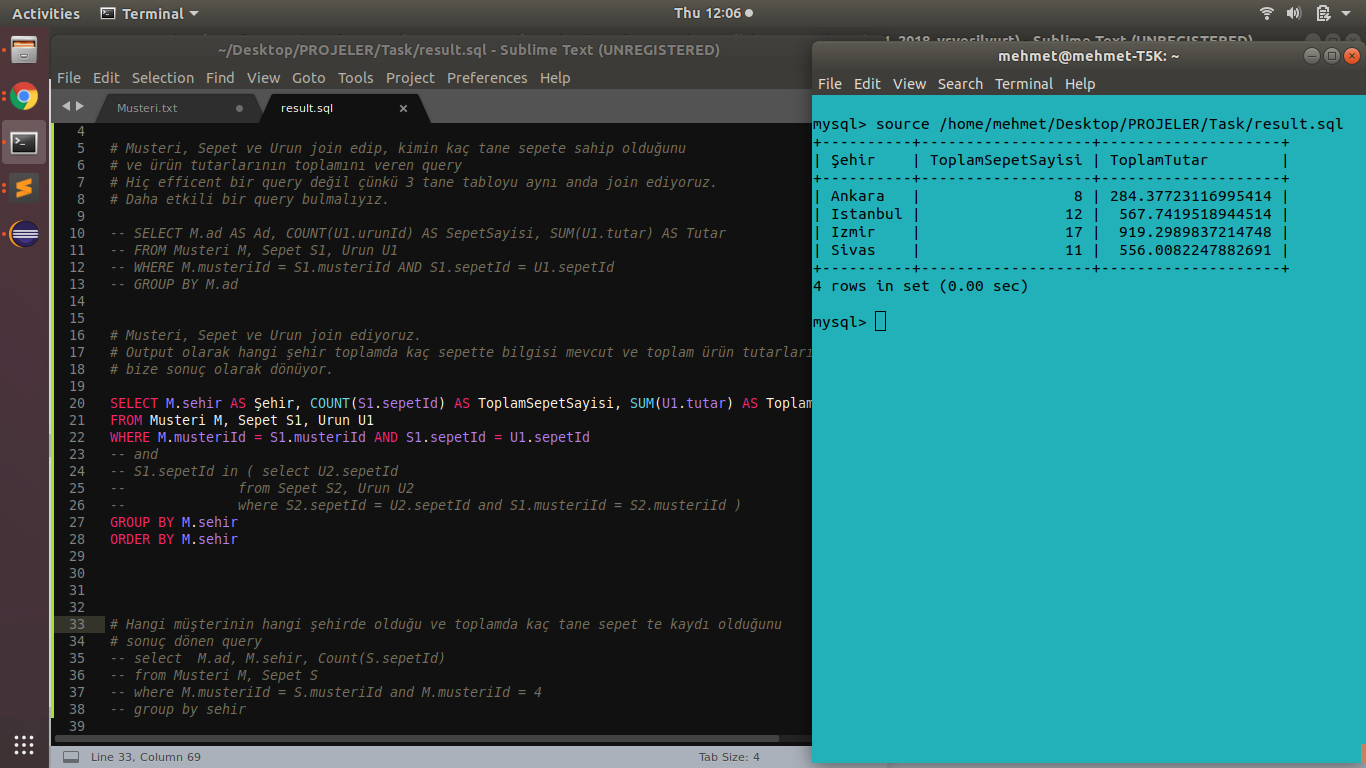 Activities Terminal Thu 12:06
~/Desktop/PROJELER/Task/result.sql - Sublime Text (UNREGISTERED)
File Edit Selection Find View Goto Tools Project Preferences Help
Musteri.txt result.sql ×
4
5 # Musteri, Sepet ve Urun join edip, kimin kaç tane sepete sahip olduğunu
6 # ve ürün tutarlarının toplamını veren query
7 # Hiç efficent bir query değil çünkü 3 tane tabloyu aynı anda join ediyoruz.
8 # Daha etkili bir query bulmalıyız.
9
10 -- SELECT M.ad AS Ad, COUNT(U1.urunId) AS SepetSayisi, SUM(U1.tutar) AS Tutar
11 -- FROM Musteri M, Sepet S1, Urun U1
12 -- WHERE M.musteriId = S1.musteriId AND S1.sepetId = U1.sepetId
13 -- GROUP BY M.ad
14
15
16 # Musteri, Sepet ve Urun join ediyoruz.
17 # Output olarak hangi şehir toplamda kaç sepette bilgisi mevcut ve toplam ürün tutarları
18 # bize sonuç olarak dönüyor.
19
20 SELECT M.sehir AS Şehir, COUNT(S1.sepetId) AS ToplamSepetSayisi, SUM(U1.tutar) AS Toplam
21 FROM Musteri M, Sepet S1, Urun U1
22 WHERE M.musteriId = S1.musteriId AND S1.sepetId = U1.sepetId
23 -- and
24 -- S1.sepetId in ( select U2.sepetId
25 -- from Sepet S2, Urun U2
26 -- where S2.sepetId = U2.sepetId and S1.musteriId = S2.musteriId )
27 GROUP BY M.sehir
28 ORDER BY M.sehir
29
30
31
32
33 # Hangi müşterinin hangi şehirde olduğu ve toplamda kaç tane sepet te kaydı olduğunu
34 # sonuç dönen query
35 -- select M.ad, M.sehir, Count(S.sepetId)
36 -- from Musteri M, Sepet S
37 -- where M.musteriId = S.musteriId and M.musteriId = 4
38 -- group by sehir
39
Line 33, Column 69 Tab Size: 4
mehmet@mehmet-T5K: ~
File Edit View Search Terminal Help
mysql> source /home/mehmet/Desktop/PROJELER/Task/result.sql
+----------+-------------------+--------------------+
| Şehir | ToplamSepetSayisi | ToplamTutar |
+----------+-------------------+--------------------+
| Ankara | 8 | 284.37723116995414 |
| Istanbul | 12 | 567.7419518944514 |
| Izmir | 17 | 919.2989837214748 |
| Sivas | 11 | 556.0082247882691 |
+----------+-------------------+--------------------+
4 rows in set (0.00 sec)
mysql>